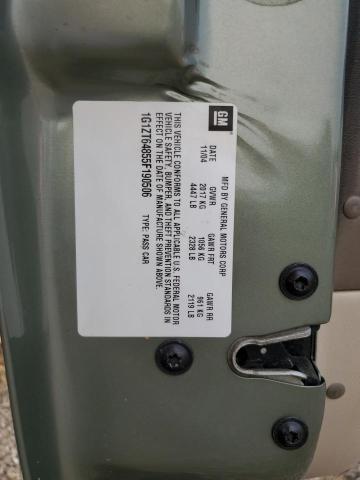 GM
MFD BY GENERAL MOTORS CORP
DATE GVWR GAWR FRT GAWR RR
11/04 2017 KG 1056 KG 961 KG
4447 LB 2328 LB 2119 LB
THIS VEHICLE CONFORMS TO ALL APPLICABLE U.S. FEDERAL MOTOR
VEHICLE SAFETY, BUMPER, AND THEFT PREVENTION STANDARDS IN
EFFECT ON THE DATE OF MANUFACTURE SHOWN ABOVE.
1G1ZT64855F190506 TYPE: PASS CAR